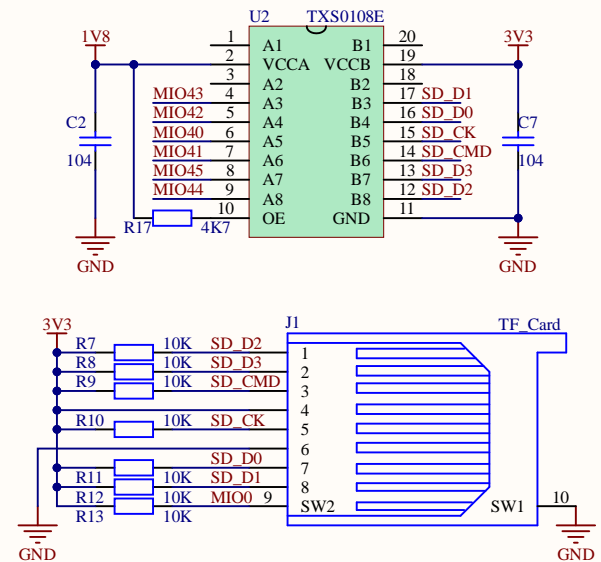 U2 TXS0108E
1V8 3V3
1 A1 B1 20
2 VCCA VCCB 19
3 A2 B2 18
MIO43 4 A3 B3 17 SD_D1
MIO42 5 A4 B4 16 SD_D0
C2 MIO40 6 A5 B5 15 SD_CK C7
104 MIO41 7 A6 B6 14 SD_CMD 104
MIO45 8 A7 B7 13 SD_D3
MIO44 9 A8 B8 12 SD_D2
10 OE GND 11
R17 4K7
GND GND
3V3 J1 TF_Card
R7 10K SD_D2 1
R8 10K SD_D3 2
R9 10K SD_CMD 3
4
R10 10K SD_CK 5
6
SD_D0 7
R11 10K SD_D1 8
R12 10K MIO0 9 SW2 SW1 10
R13 10K
GND GND